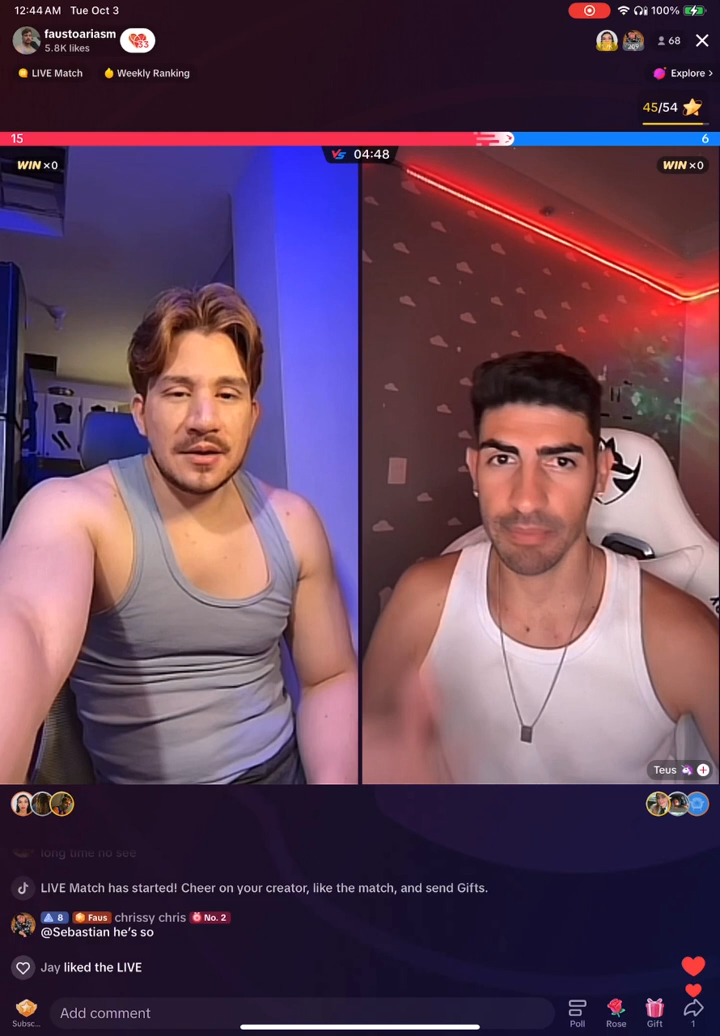 12:44 AM Tue Oct 3
100%
faustoariasm
5.8K likes
33
68
LIVE Match
Weekly Ranking
Explore >
45/54
15
6
VS 04:48
WIN ×0
WIN ×0
Teus
long time no see
LIVE Match has started! Cheer on your creator, like the match, and send Gifts.
8 Faus chrissy chris No. 2
@Sebastian he's so
Jay liked the LIVE
Subsc...
Add comment
Poll
Rose
Gift
1